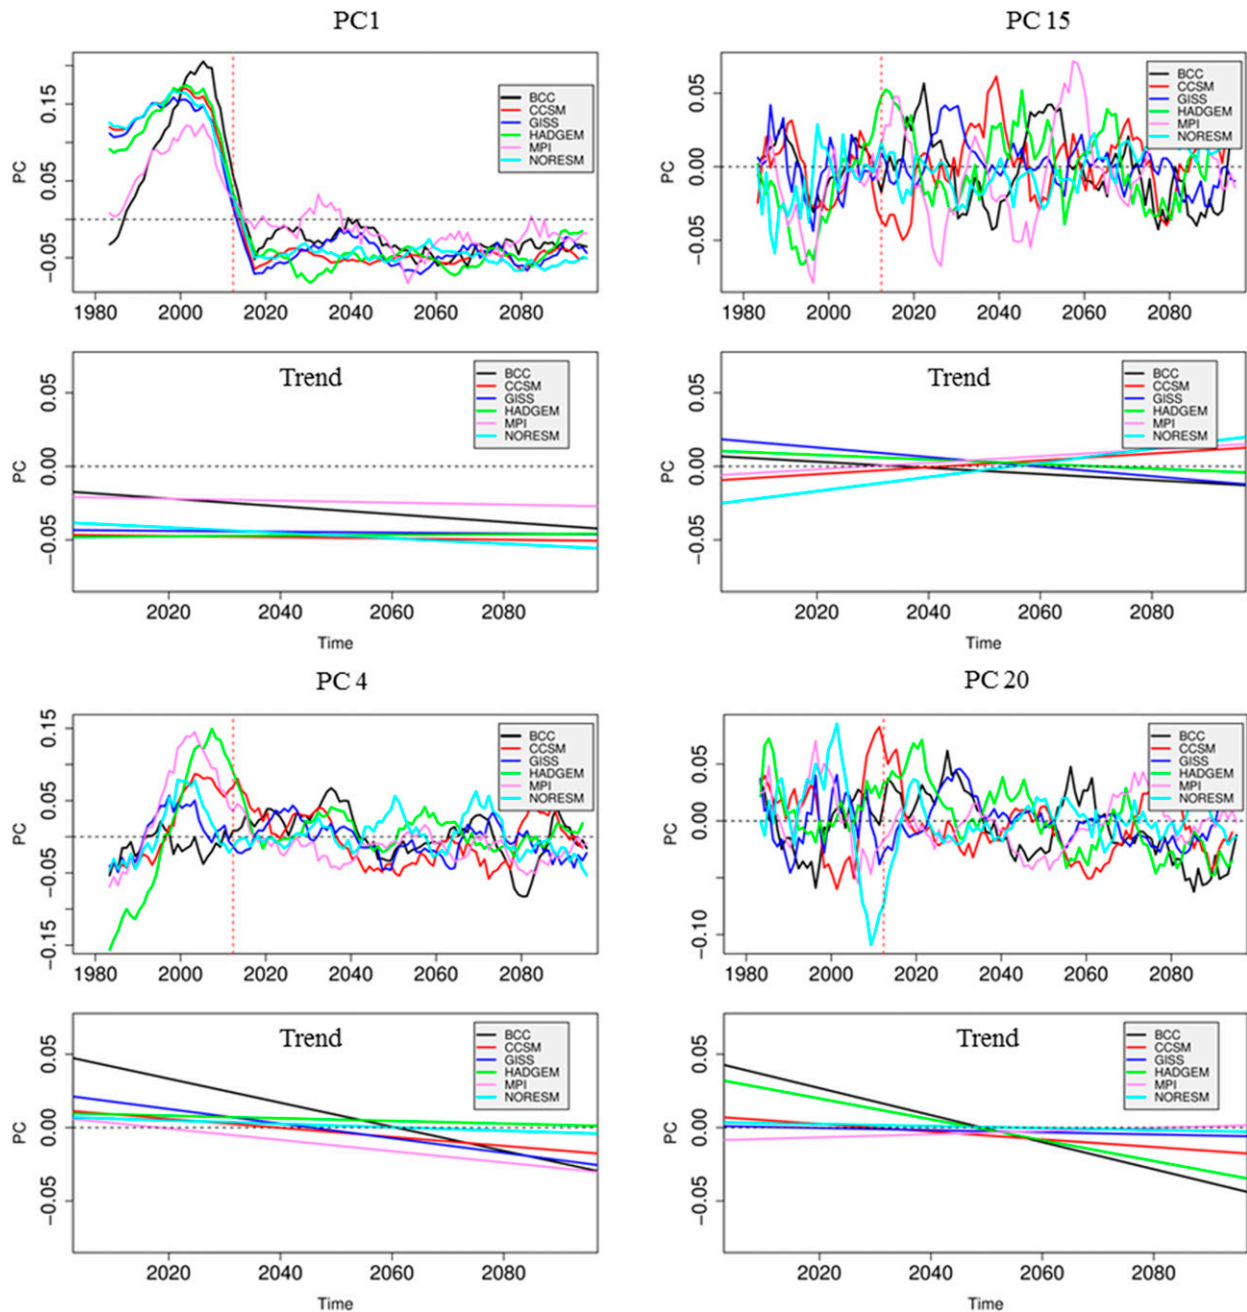 PC1
PC
0.15
0.05
−0.05
BCC
CCSM
GISS
HADGEM
MPI
NORESM
1980 2000 2020 2040 2060 2080
Trend
PC
0.05
0.00
−0.05
BCC
CCSM
GISS
HADGEM
MPI
NORESM
2020 2040 2060 2080
Time
PC 15
PC
0.05
0.00
−0.05
BCC
CCSM
GISS
HADGEM
MPI
NORESM
1980 2000 2020 2040 2060 2080
Trend
PC
0.05
0.00
−0.05
BCC
CCSM
GISS
HADGEM
MPI
NORESM
2020 2040 2060 2080
Time
PC 4
PC
0.15
0.05
−0.05
−0.15
BCC
CCSM
GISS
HADGEM
MPI
NORESM
1980 2000 2020 2040 2060 2080
Trend
PC
0.05
0.00
−0.05
BCC
CCSM
GISS
HADGEM
MPI
NORESM
2020 2040 2060 2080
Time
PC 20
PC
0.05
0.00
−0.10
BCC
CCSM
GISS
HADGEM
MPI
NORESM
1980 2000 2020 2040 2060 2080
Trend
PC
0.05
0.00
−0.05
BCC
CCSM
GISS
HADGEM
MPI
NORESM
2020 2040 2060 2080
Time